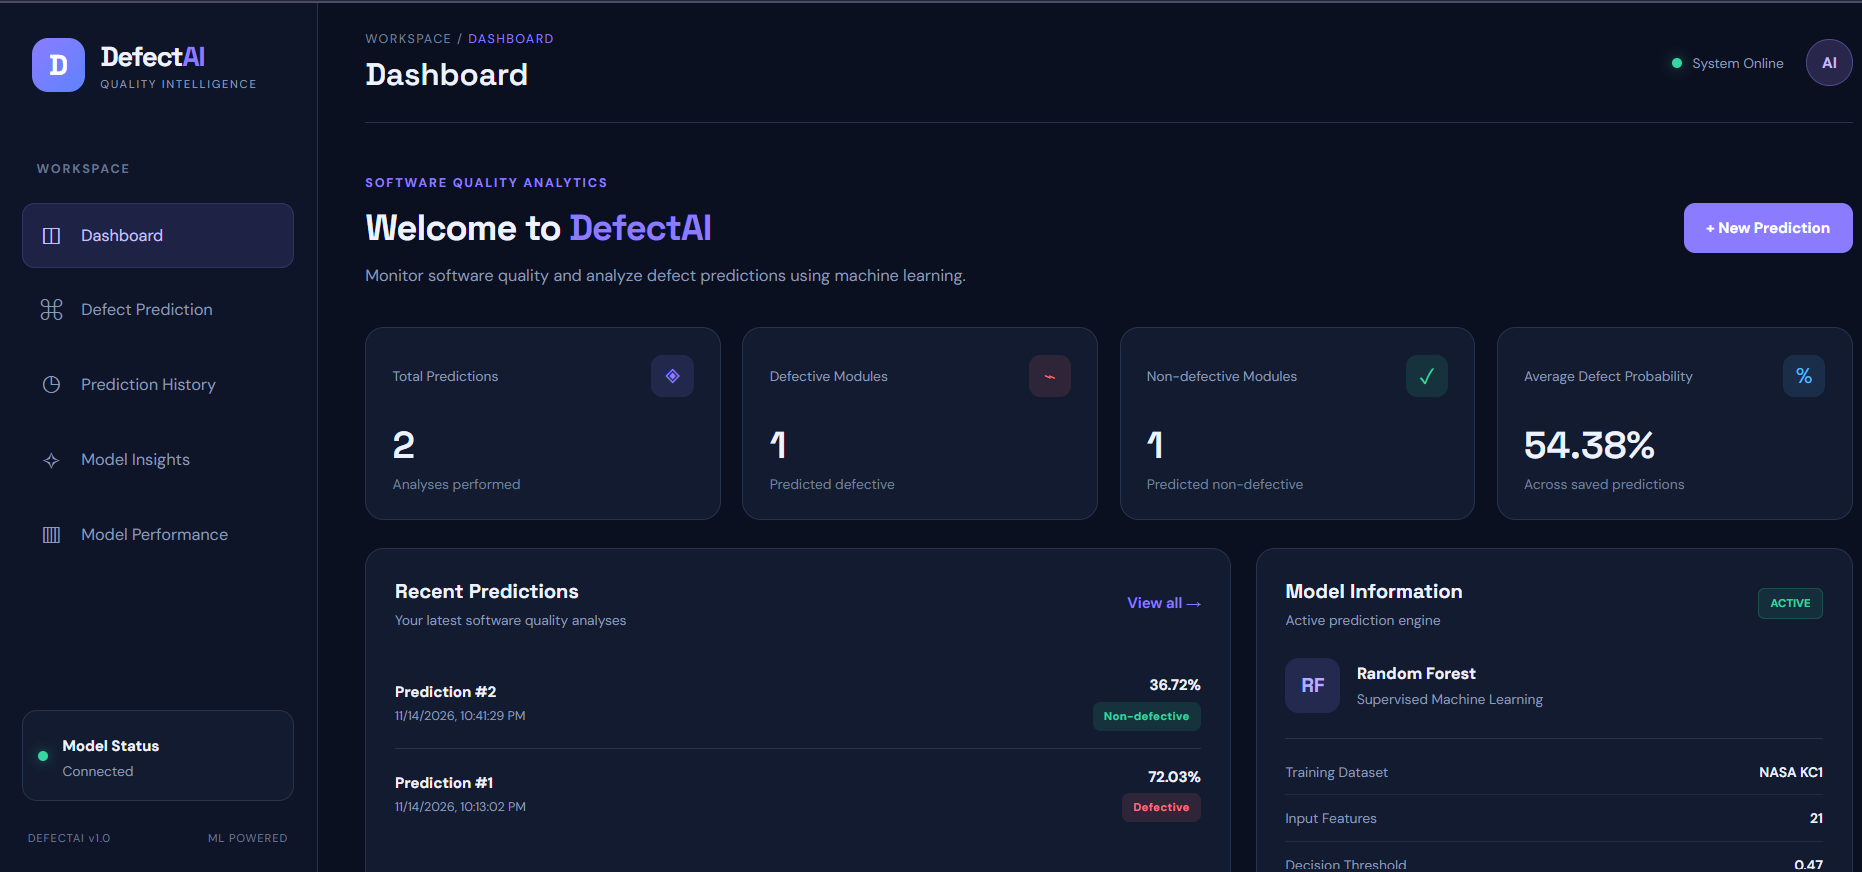 D
DefectAI
QUALITY INTELLIGENCE
WORKSPACE
Dashboard
Defect Prediction
Prediction History
Model Insights
Model Performance
Model Status
Connected
DEFECTAI v1.0
ML POWERED
WORKSPACE / DASHBOARD
Dashboard
System Online
AI
SOFTWARE QUALITY ANALYTICS
Welcome to DefectAI
Monitor software quality and analyze defect predictions using machine learning.
+ New Prediction
Total Predictions
2
Analyses performed
Defective Modules
1
Predicted defective
Non-defective Modules
✓
1
Predicted non-defective
Average Defect Probability
%
54.38%
Across saved predictions
Recent Predictions
Your latest software quality analyses
View all →
Prediction #2
11/14/2026, 10:41:29 PM
36.72%
Non-defective
Prediction #1
11/14/2026, 10:13:02 PM
72.03%
Defective
Model Information
Active prediction engine
ACTIVE
RF
Random Forest
Supervised Machine Learning
Training Dataset
NASA KC1
Input Features
21
Decision Threshold
0.47